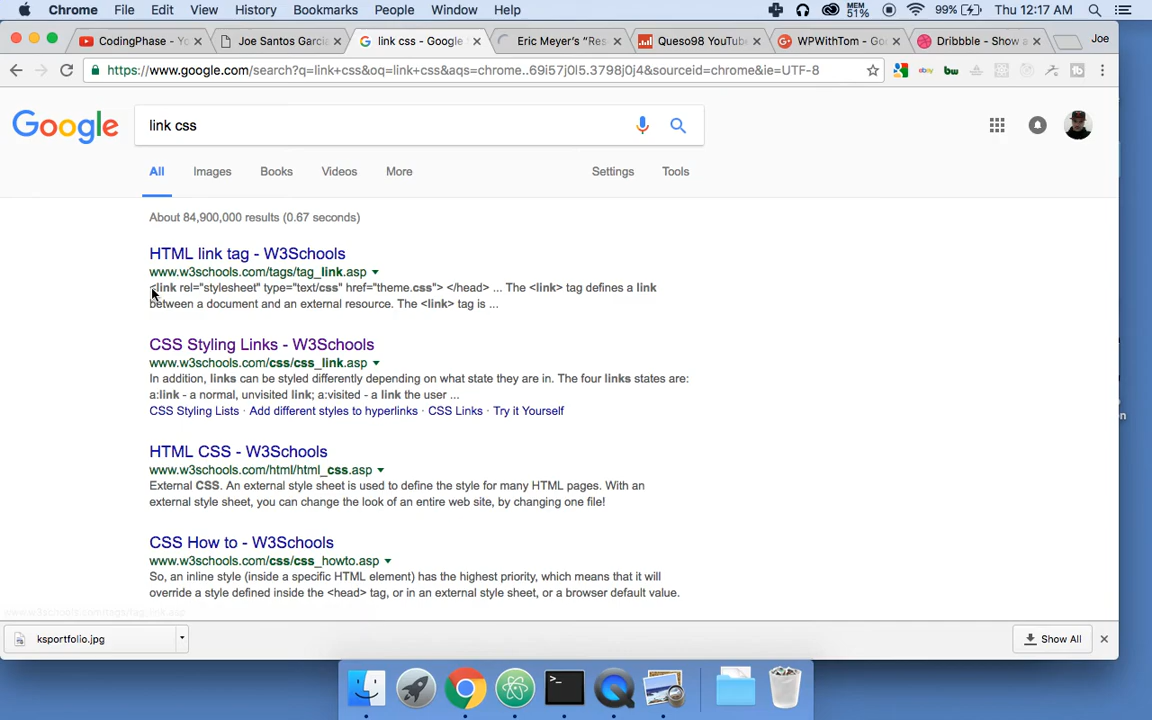 Chrome File Edit View History Bookmarks People Window Help MEM 51% 99% Thu 12:17 AM
CodingPhase - Yo Joe Santos Garcia link css - Google Eric Meyer's "Res Queso98 YouTube WPWithTom - Go Dribbble - Show a Joe
https://www.google.com/search?q=link+css&oq=link+css&aqs=chrome..69i57j0l5.3798j0j4&sourceid=chrome&ie=UTF-8 ebay bw
Google link css
All Images Books Videos More Settings Tools
About 84,900,000 results (0.67 seconds)
HTML link tag - W3Schools
www.w3schools.com/tags/tag_link.asp
<link rel="stylesheet" type="text/css" href="theme.css"> </head> ... The <link> tag defines a link
between a document and an external resource. The <link> tag is ...
CSS Styling Links - W3Schools
www.w3schools.com/css/css_link.asp
In addition, links can be styled differently depending on what state they are in. The four links states are:
a:link - a normal, unvisited link; a:visited - a link the user ...
CSS Styling Lists · Add different styles to hyperlinks · CSS Links · Try it Yourself
HTML CSS - W3Schools
www.w3schools.com/html/html_css.asp
External CSS. An external style sheet is used to define the style for many HTML pages. With an
external style sheet, you can change the look of an entire web site, by changing one file!
CSS How to - W3Schools
www.w3schools.com/css/css_howto.asp
So, an inline style (inside a specific HTML element) has the highest priority, which means that it will
override a style defined inside the <head> tag, or in an external style sheet, or a browser default value.
www.w3schools.com/tags/tag_link.asp
ksportfolio.jpg Show All
on